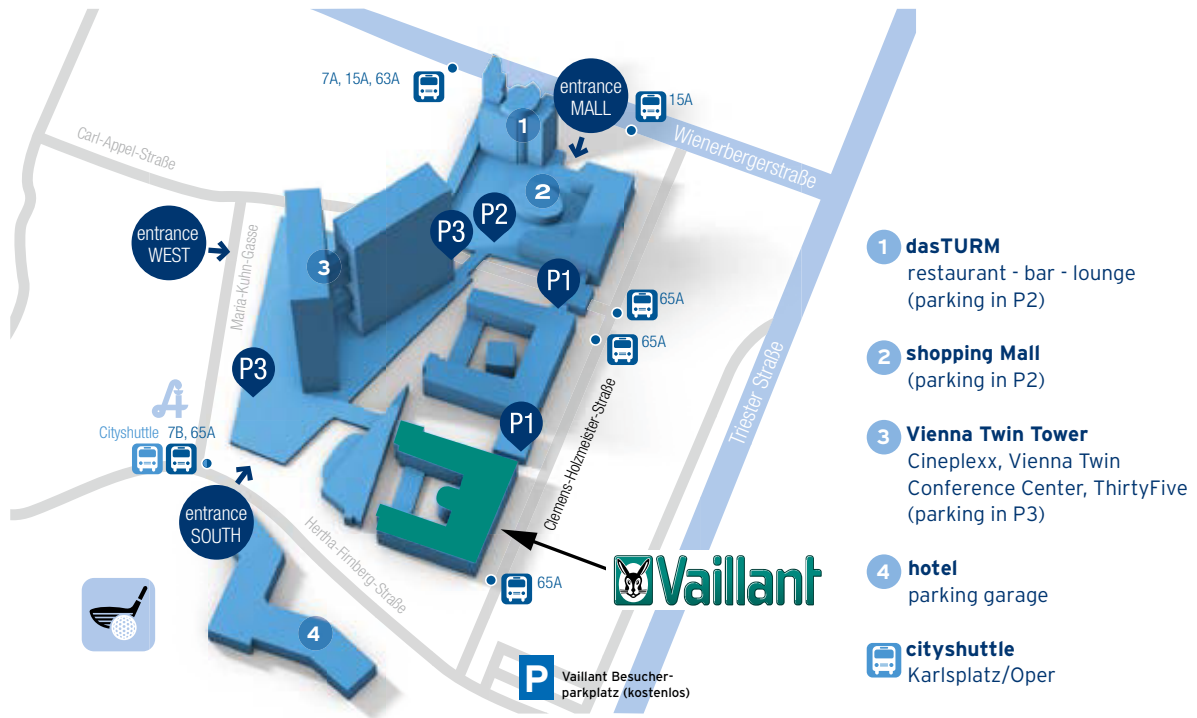 7A, 15A, 63A
entrance
MALL
15A
1
Wienerbergerstraße
Carl-Appel-Straße
2
P2
P3
entrance
WEST
3
Maria-Kuhn-Gasse
P1
65A
65A
P3
Triester Straße
Clemens-Holzmeister-Straße
P1
Cityshuttle 7B, 65A
entrance
SOUTH
Hertha-Firnberg-Straße
65A
Vaillant
4
P
Vaillant Besucher-
parkplatz (kostenlos)
1 dasTURM
restaurant - bar - lounge
(parking in P2)
2 shopping Mall
(parking in P2)
3 Vienna Twin Tower
Cineplexx, Vienna Twin
Conference Center, ThirtyFive
(parking in P3)
4 hotel
parking garage
cityshuttle
Karlsplatz/Oper